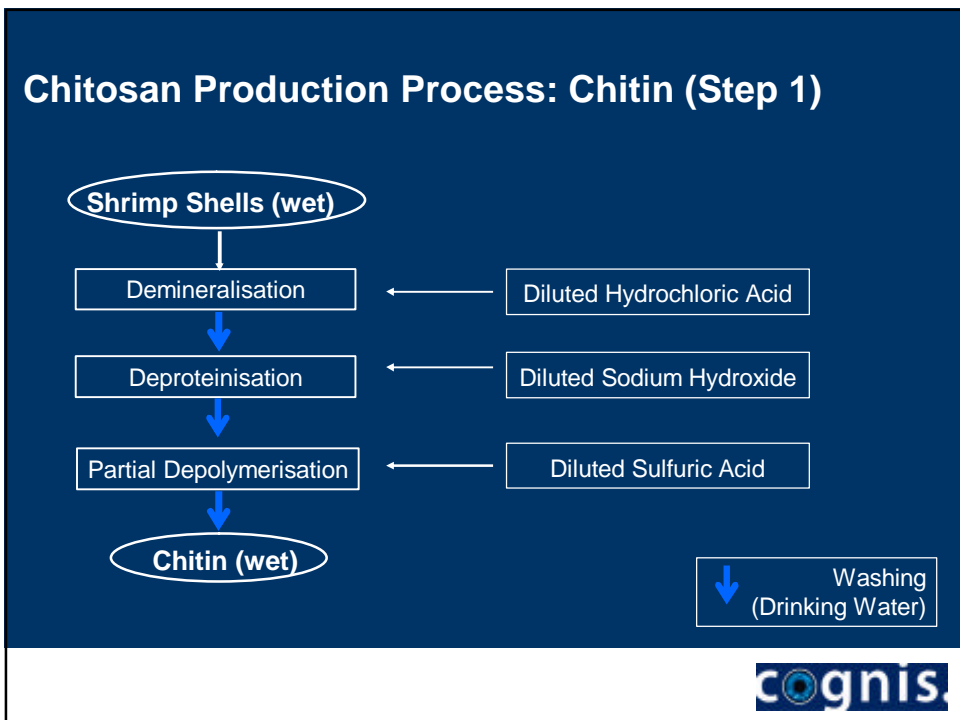 Chitosan Production Process: Chitin (Step 1)
Shrimp Shells (wet)
Demineralisation
Diluted Hydrochloric Acid
Deproteinisation
Diluted Sodium Hydroxide
Partial Depolymerisation
Diluted Sulfuric Acid
Chitin (wet)
Washing
(Drinking Water)
cognis.